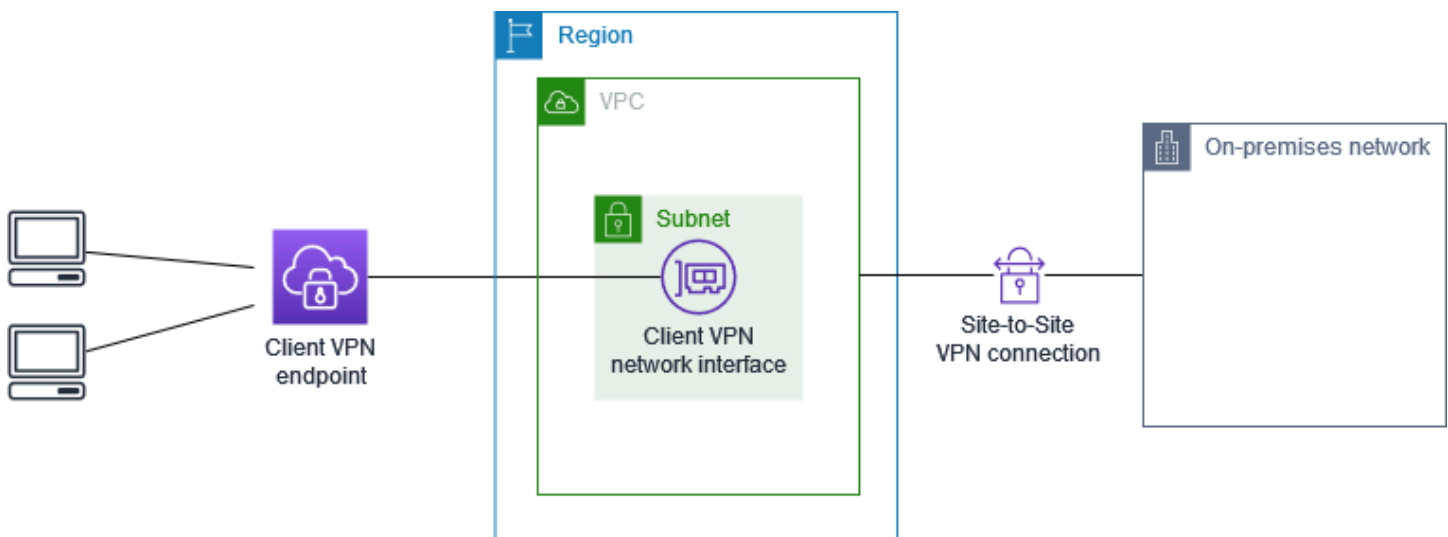 Region
VPC
On-premises network
Subnet
Client VPN
endpoint
Client VPN
network interface
Site-to-Site
VPN connection